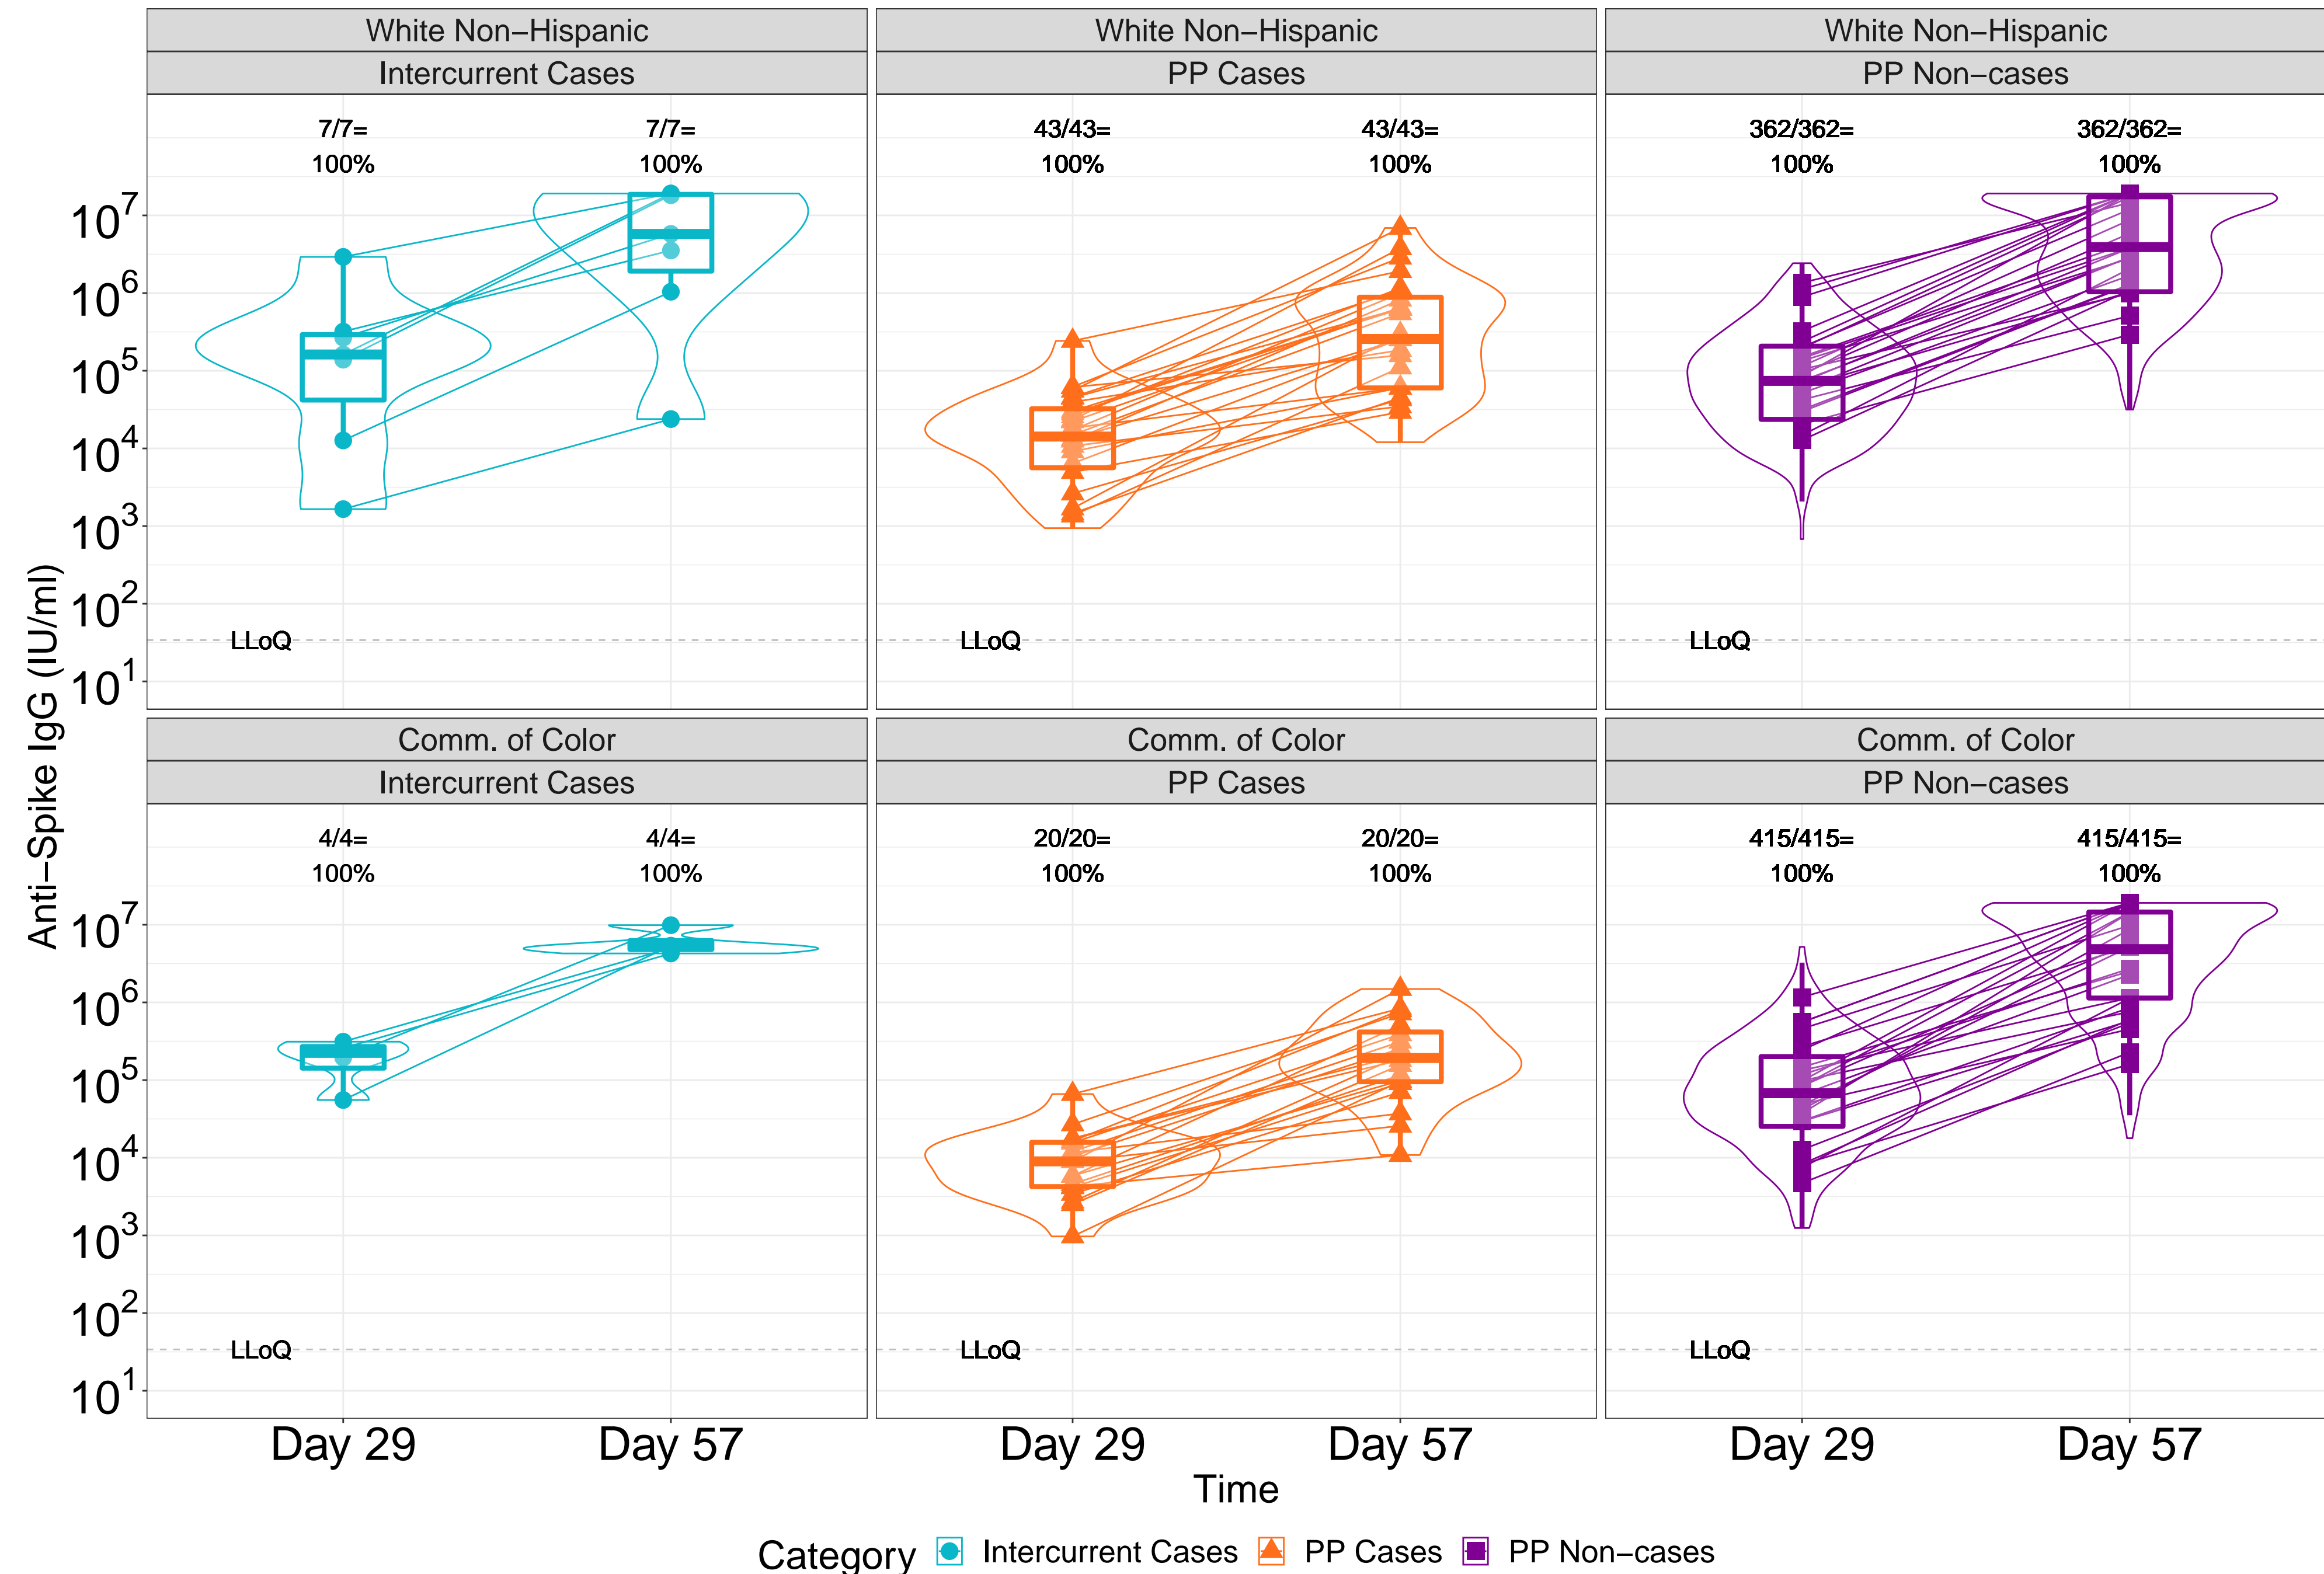 White Non−Hispanic
White Non−Hispanic
White Non−Hispanic
Intercurrent Cases
PP Cases
PP Non−cases
7/7=
100%
7/7=
100%
43/43=
100%
43/43=
100%
362/362=
100%
362/362=
100%
10^7
10^6
10^5
10^4
10^3
10^2
10^1
LLoQ
LLoQ
LLoQ
Anti−Spike IgG (IU/ml)
Comm. of Color
Comm. of Color
Comm. of Color
Intercurrent Cases
PP Cases
PP Non−cases
4/4=
100%
4/4=
100%
20/20=
100%
20/20=
100%
415/415=
100%
415/415=
100%
10^7
10^6
10^5
10^4
10^3
10^2
10^1
LLoQ
LLoQ
LLoQ
Day 29
Day 57
Day 29
Day 57
Day 29
Day 57
Time
Category
Intercurrent Cases
PP Cases
PP Non−cases